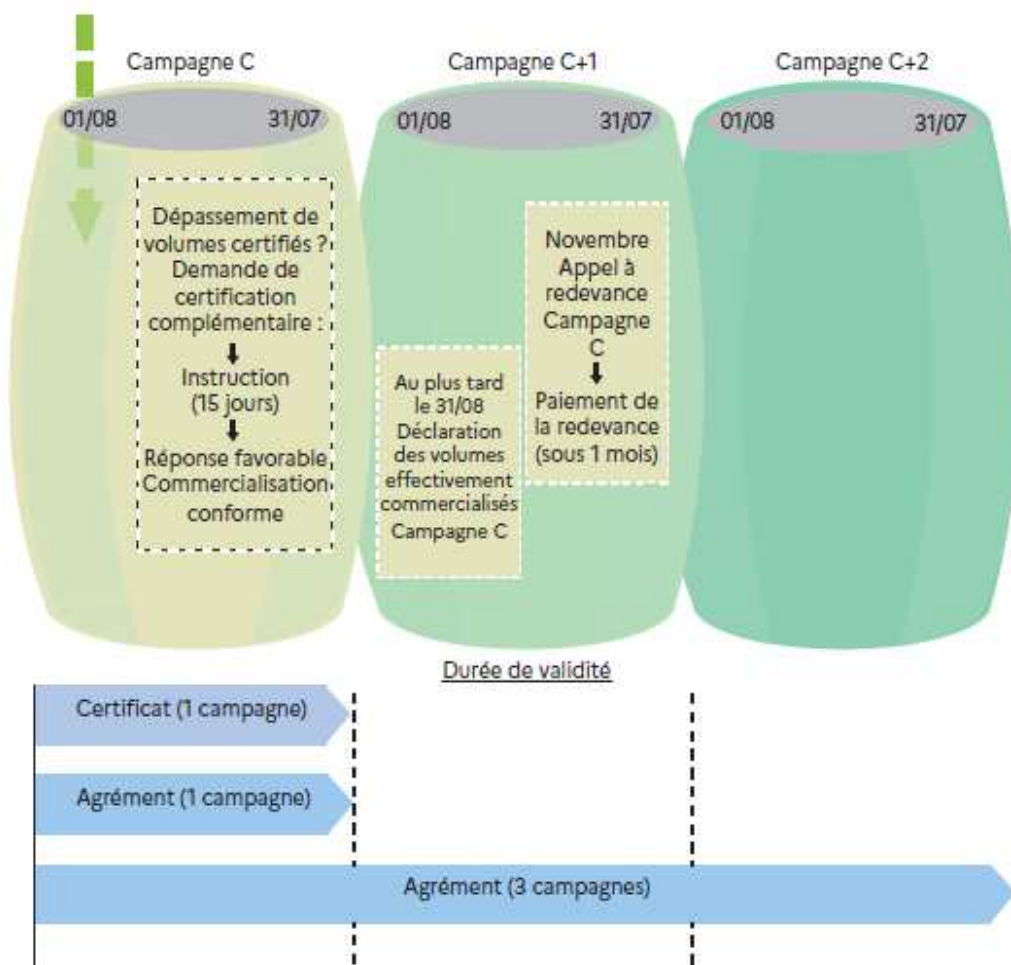 Campagne C
01/08
31/07
Dépassement de
volumes certifiés ?
Demande de
certification
complémentaire :
Instruction
(15 jours)
Réponse favorable
Commercialisation
conforme
Campagne C+1
01/08
31/07
Au plus tard
le 31/08
Déclaration
des volumes
effectivement
commercialisés
Campagne C
Novembre
Appel à
redevance
Campagne
C
Paiement de
la redevance
(sous 1 mois)
Campagne C+2
01/08
31/07
Durée de validité
Certificat (1 campagne)
Agrément (1 campagne)
Agrément (3 campagnes)